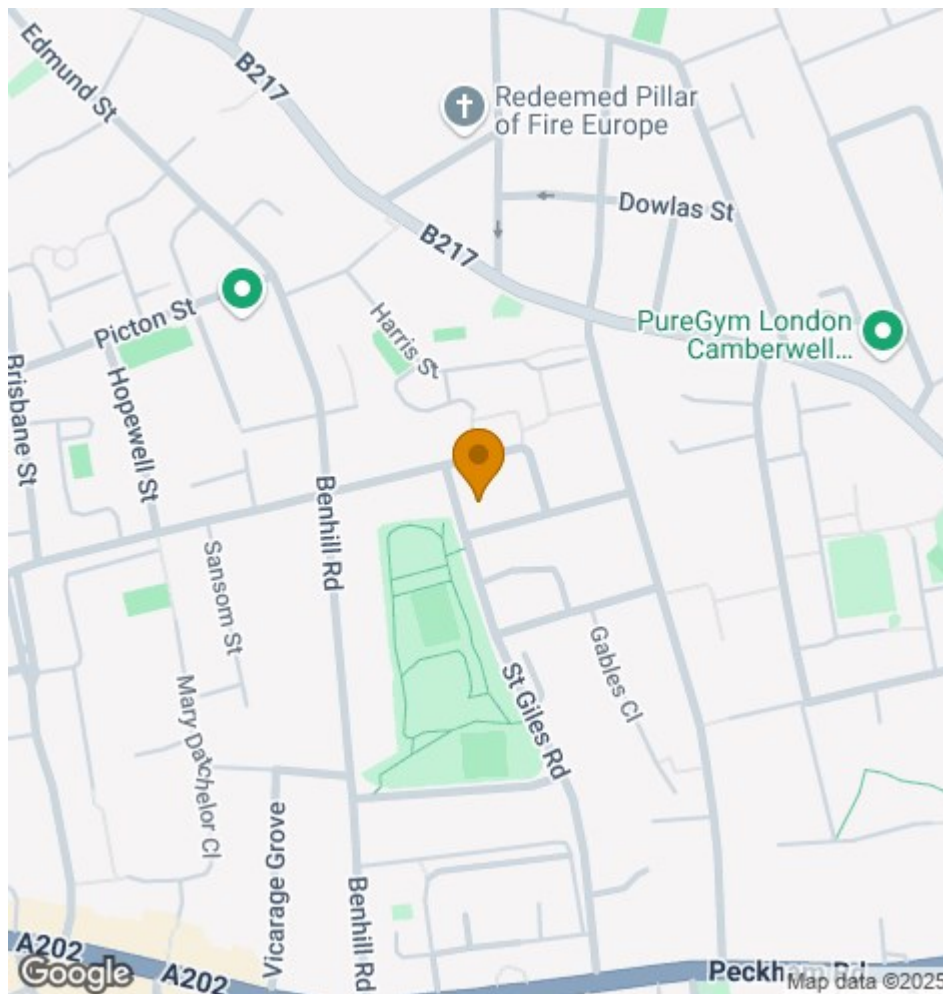 Edmund St
B217
Redeemed Pillar
of Fire Europe
Dowlas St
B217
Picton St
Harris St
PureGym London
Camberwell...
Brisbane St
Hopewell St
Benhill Rd
Sansom St
Gables Cl
St Giles Rd
Mary Datchelor Cl
Vicarage Grove
Benhill Rd
A202
A202
Peckham Rd
Google
Map data ©2025